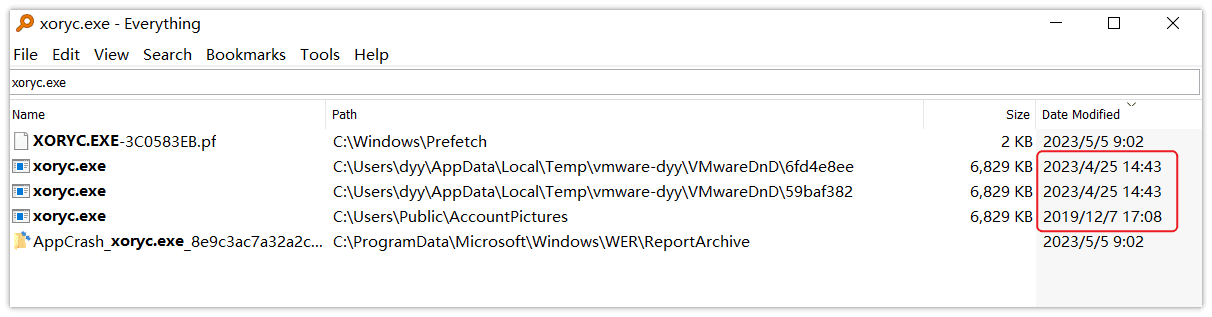 xoryc.exe - Everything
File Edit View Search Bookmarks Tools Help
xoryc.exe
Name Path Size Date Modified
XORYC.EXE-3C0583EB.pf C:\Windows\Prefetch 2 KB 2023/5/5 9:02
xoryc.exe C:\Users\dyy\AppData\Local\Temp\vmware-dyy\VMwareDnD\6fd4e8ee 6,829 KB 2023/4/25 14:43
xoryc.exe C:\Users\dyy\AppData\Local\Temp\vmware-dyy\VMwareDnD\59baf382 6,829 KB 2023/4/25 14:43
xoryc.exe C:\Users\Public\AccountPictures 6,829 KB 2019/12/7 17:08
AppCrash_xoryc.exe_8e9c3ac7a32a2c... C:\ProgramData\Microsoft\Windows\WER\ReportArchive 2023/5/5 9:02